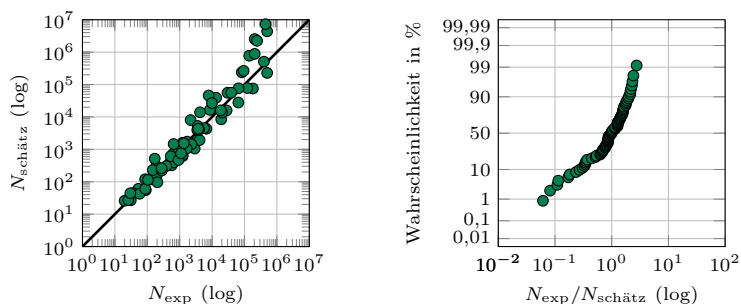 10^7
10^6
10^5
10^4
10^3
10^2
10^1
10^0
N_schätz (log)
10^0 10^1 10^2 10^3 10^4 10^5 10^6 10^7
N_exp (log)
99,99
99,9
99
90
50
10
1
0,1
0,01
Wahrscheinlichkeit in %
10^-2 10^-1 10^0 10^1 10^2
N_exp/N_schätz (log)